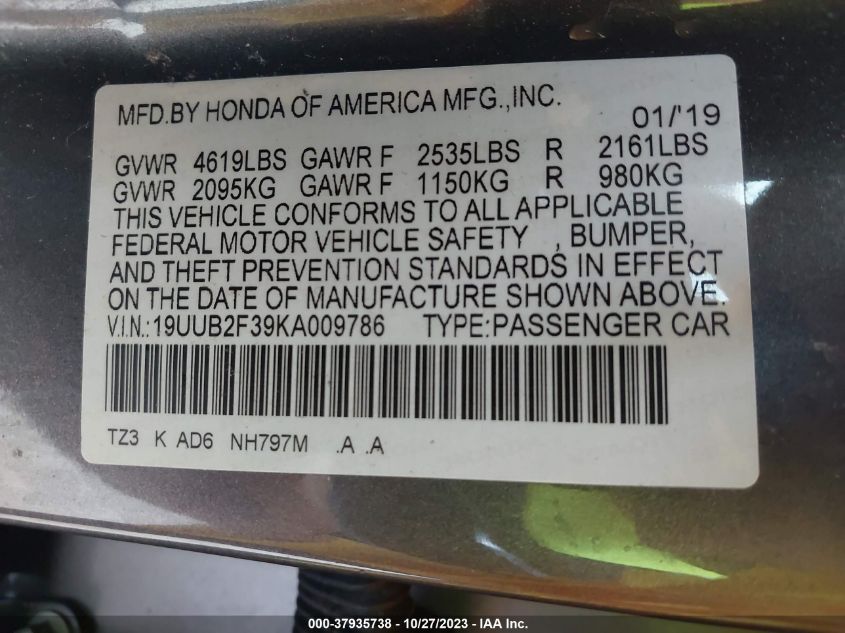 MFD.BY HONDA OF AMERICA MFG.,INC.
01/'19
GVWR 4619LBS GAWR F 2535LBS R 2161LBS
GVWR 2095KG GAWR F 1150KG R 980KG
THIS VEHICLE CONFORMS TO ALL APPLICABLE
FEDERAL MOTOR VEHICLE SAFETY , BUMPER,
AND THEFT PREVENTION STANDARDS IN EFFECT
ON THE DATE OF MANUFACTURE SHOWN ABOVE.
V.I.N.:19UUB2F39KA009786 TYPE:PASSENGER CAR
TZ3 K AD6 NH797M .A .A
000-37935738 - 10/27/2023 - IAA Inc.